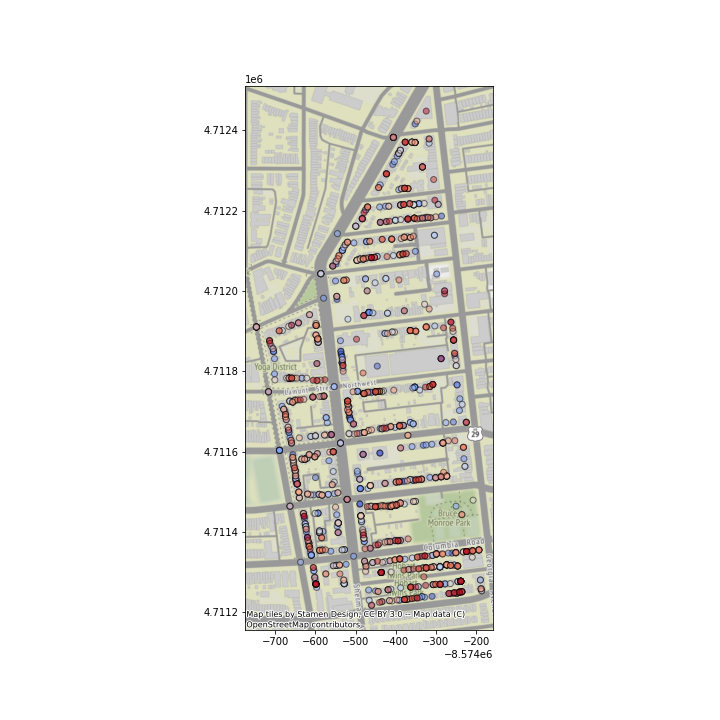 1e6
4.7124
4.7122
4.7120
4.7118
4.7116
4.7114
4.7112
Yoga District
Northwest
29
Bruce
Monroe Park
Columbia Road
Map tiles by Stamen Design, CC BY 3.0 -- Map data (C)
OpenStreetMap contributors
−700 −600 −500 −400 −300 −200
−8.574e6